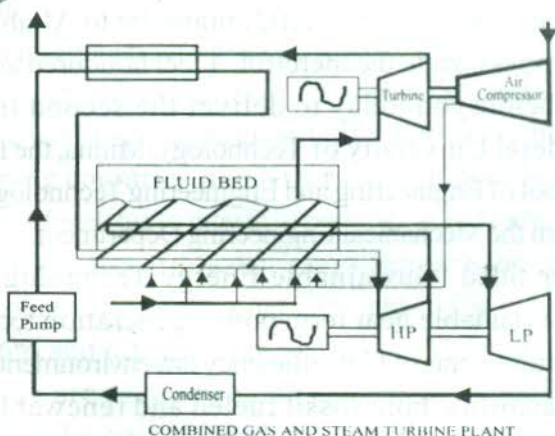 Turbine
Air
Compressor
FLUID BED
Feed
Pump
HP
LP
Condenser
COMBINED GAS AND STEAM TURBINE PLANT